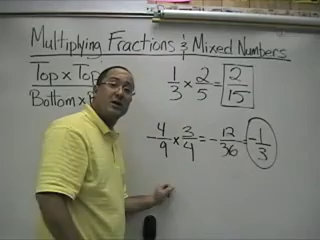 Multiplying Fractions & Mixed Numbers
Top x Top
Bottom x
1/3 x 2/5 = 2/15
-4/9 x 3/4 = -12/36 = -1/3